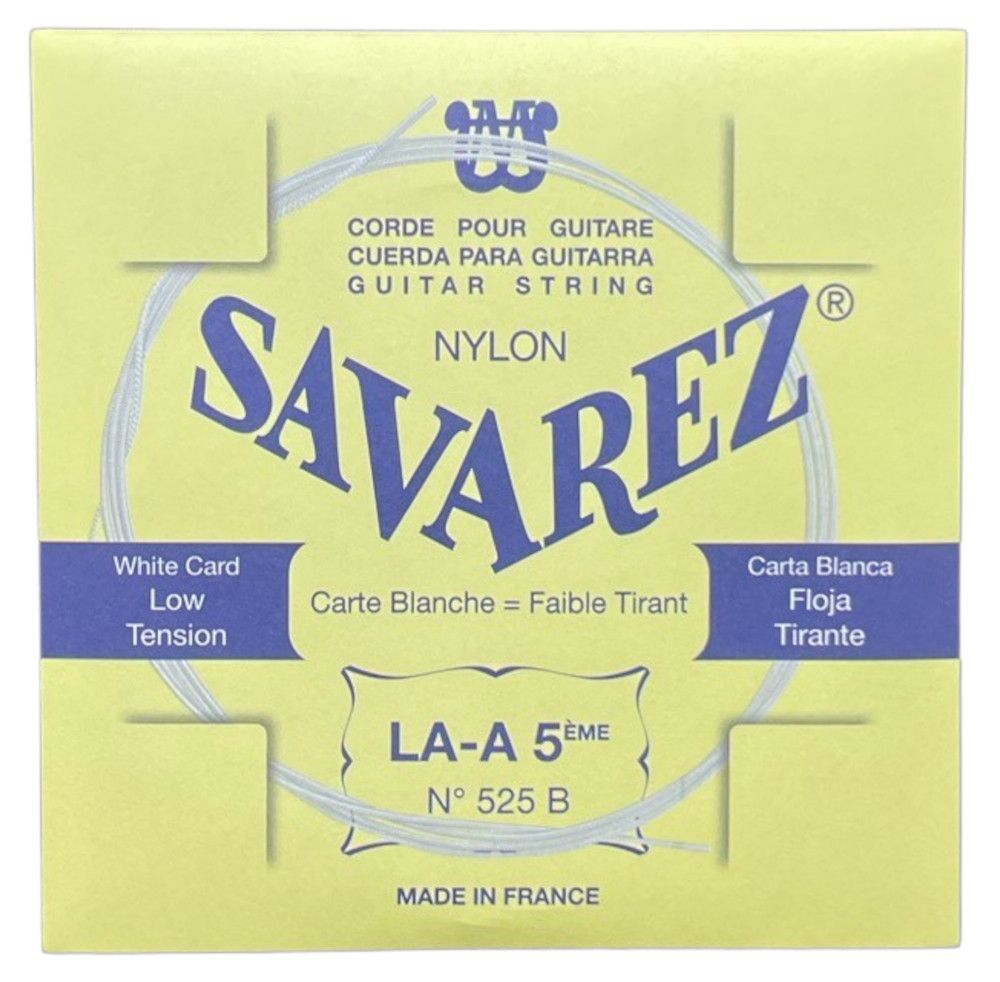 CORDE POUR GUITARE
CUERDA PARA GUITARRA
GUITAR STRING
NYLON
SAVAREZ®
White Card
Low
Tension
Carte Blanche = Faible Tirant
Carta Blanca
Floja
Tirante
LA-A 5ÈME
N° 525 B
MADE IN FRANCE